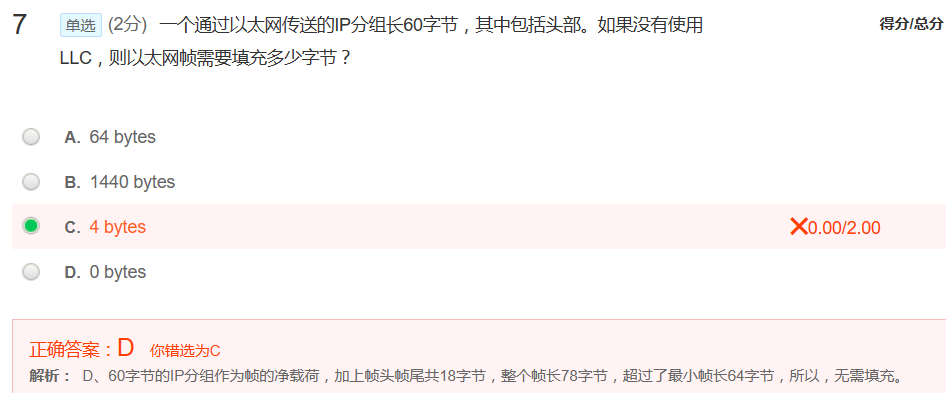 7 单选 (2分) 一个通过以太网传送的IP分组长60字节，其中包括头部。如果没有使用 得分/总分
LLC，则以太网帧需要填充多少字节？
A. 64 bytes
B. 1440 bytes
C. 4 bytes ×0.00/2.00
D. 0 bytes
正确答案：D 你错选为C
解析： D、60字节的IP分组作为帧的净载荷，加上帧头帧尾共18字节，整个帧长78字节，超过了最小帧长64字节，所以，无需填充。